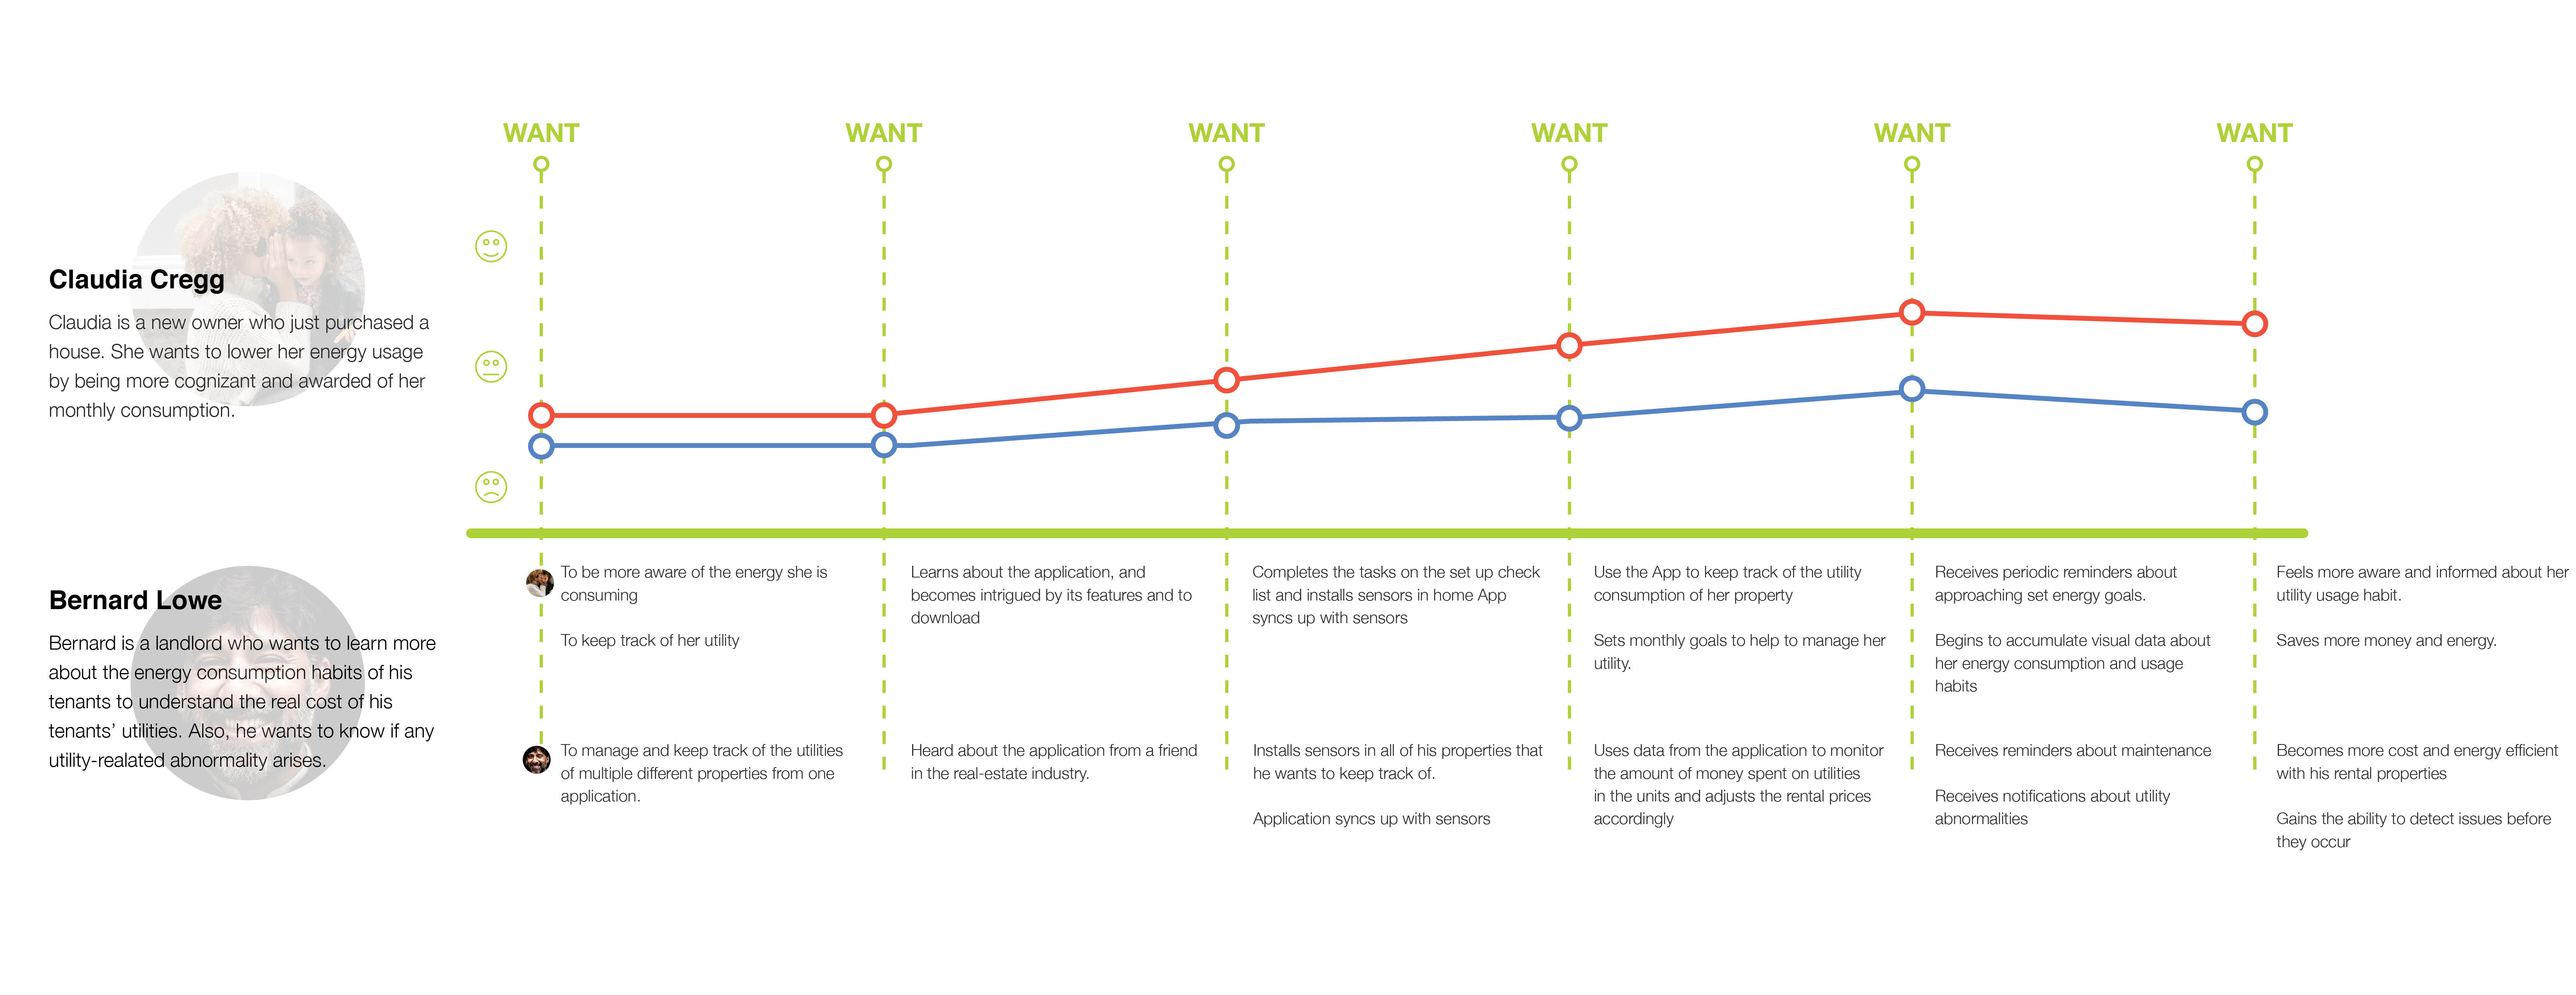 WANT WANT WANT WANT WANT WANT
Claudia Cregg
Claudia is a new owner who just purchased a
house. She wants to lower her energy usage
by being more cognizant and awarded of her
monthly consumption.
Bernard Lowe
Bernard is a landlord who wants to learn more
about the energy consumption habits of his
tenants to understand the real cost of his
tenants’ utilities. Also, he wants to know if any
utility-realated abnormality arises.
To be more aware of the energy she is
consuming
To keep track of her utility
Learns about the application, and
becomes intrigued by its features and to
download
Completes the tasks on the set up check
list and installs sensors in home App
syncs up with sensors
Use the App to keep track of the utility
consumption of her property
Sets monthly goals to help to manage her
utility.
Receives periodic reminders about
approaching set energy goals.
Begins to accumulate visual data about
her energy consumption and usage
habits
Feels more aware and informed about her
utility usage habit.
Saves more money and energy.
To manage and keep track of the utilities
of multiple different properties from one
application.
Heard about the application from a friend
in the real-estate industry.
Installs sensors in all of his properties that
he wants to keep track of.
Application syncs up with sensors
Uses data from the application to monitor
the amount of money spent on utilities
in the units and adjusts the rental prices
accordingly
Receives reminders about maintenance
Receives notifications about utility
abnormalities
Becomes more cost and energy efficient
with his rental properties
Gains the ability to detect issues before
they occur